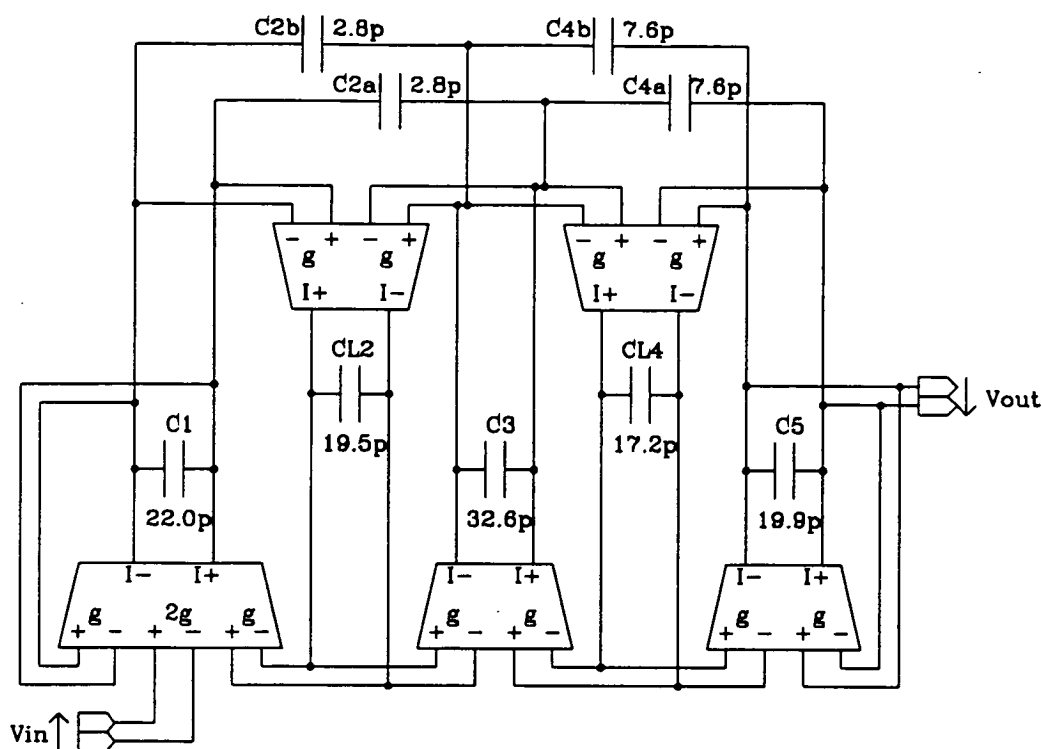 C2b 2.8p C4b 7.6p
C2a 2.8p C4a 7.6p
− + − + − + − +
g g g g
I+ I− I+ I−
CL2 CL4
C1 19.5p C3 17.2p C5 Vout
22.0p 32.6p 19.9p
I− I+ I− I+ I− I+
g 2g g g g g g
+ − + − + − + − + − + − + −
Vin